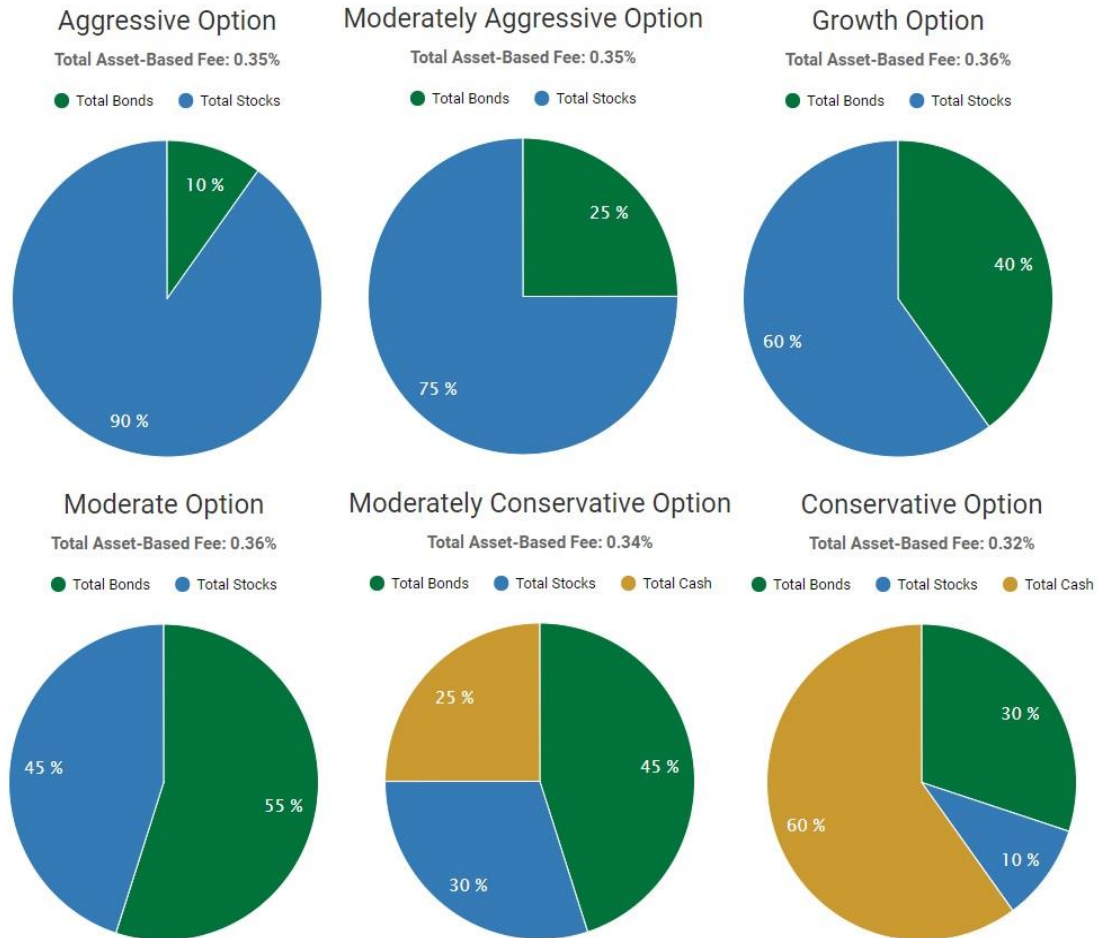 Aggressive Option
Total Asset-Based Fee: 0.35%
Total Bonds Total Stocks
10 %
90 %
Moderately Aggressive Option
Total Asset-Based Fee: 0.35%
Total Bonds Total Stocks
25 %
75 %
Growth Option
Total Asset-Based Fee: 0.36%
Total Bonds Total Stocks
40 %
60 %
Moderate Option
Total Asset-Based Fee: 0.36%
Total Bonds Total Stocks
45 %
55 %
Moderately Conservative Option
Total Asset-Based Fee: 0.34%
Total Bonds Total Stocks Total Cash
25 %
45 %
30 %
Conservative Option
Total Asset-Based Fee: 0.32%
Total Bonds Total Stocks Total Cash
30 %
60 %
10 %